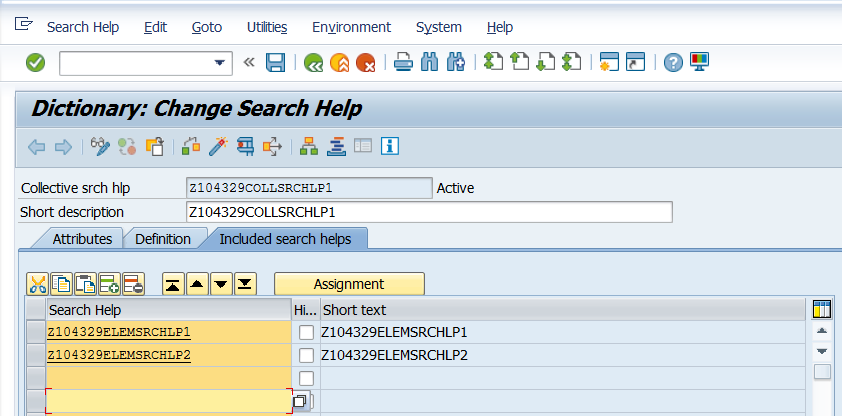 Search Help Edit Goto Utilities Environment System Help
Dictionary: Change Search Help
Collective srch hlp Z104329COLLSRCHLP1 Active
Short description Z104329COLLSRCHLP1
Attributes Definition Included search helps
Assignment
Search Help Hi... Short text
Z104329ELEMSRCHLP1 Z104329ELEMSRCHLP1
Z104329ELEMSRCHLP2 Z104329ELEMSRCHLP2